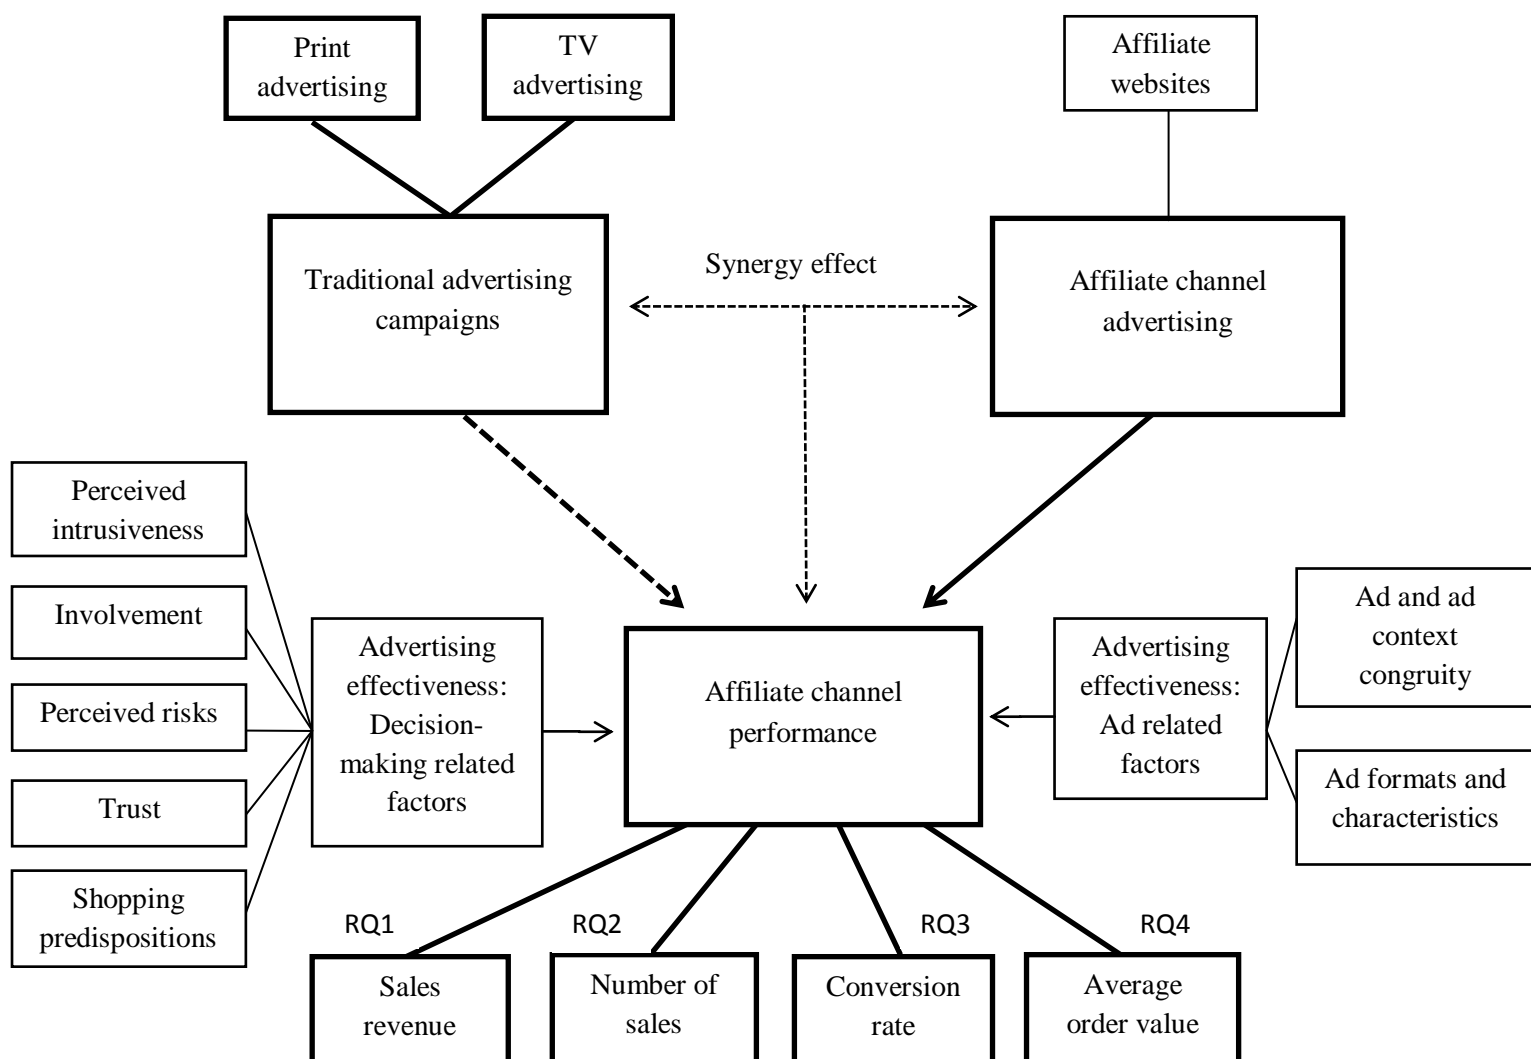 Print
advertising
TV
advertising
Affiliate
websites
Traditional advertising
campaigns
Synergy effect
Affiliate channel
advertising
Perceived
intrusiveness
Involvement
Perceived risks
Trust
Shopping
predispositions
Advertising
effectiveness:
Decision-
making related
factors
Affiliate channel
performance
Advertising
effectiveness:
Ad related
factors
Ad and ad
context
congruity
Ad formats and
characteristics
RQ1
RQ2
RQ3
RQ4
Sales
revenue
Number of
sales
Conversion
rate
Average
order value